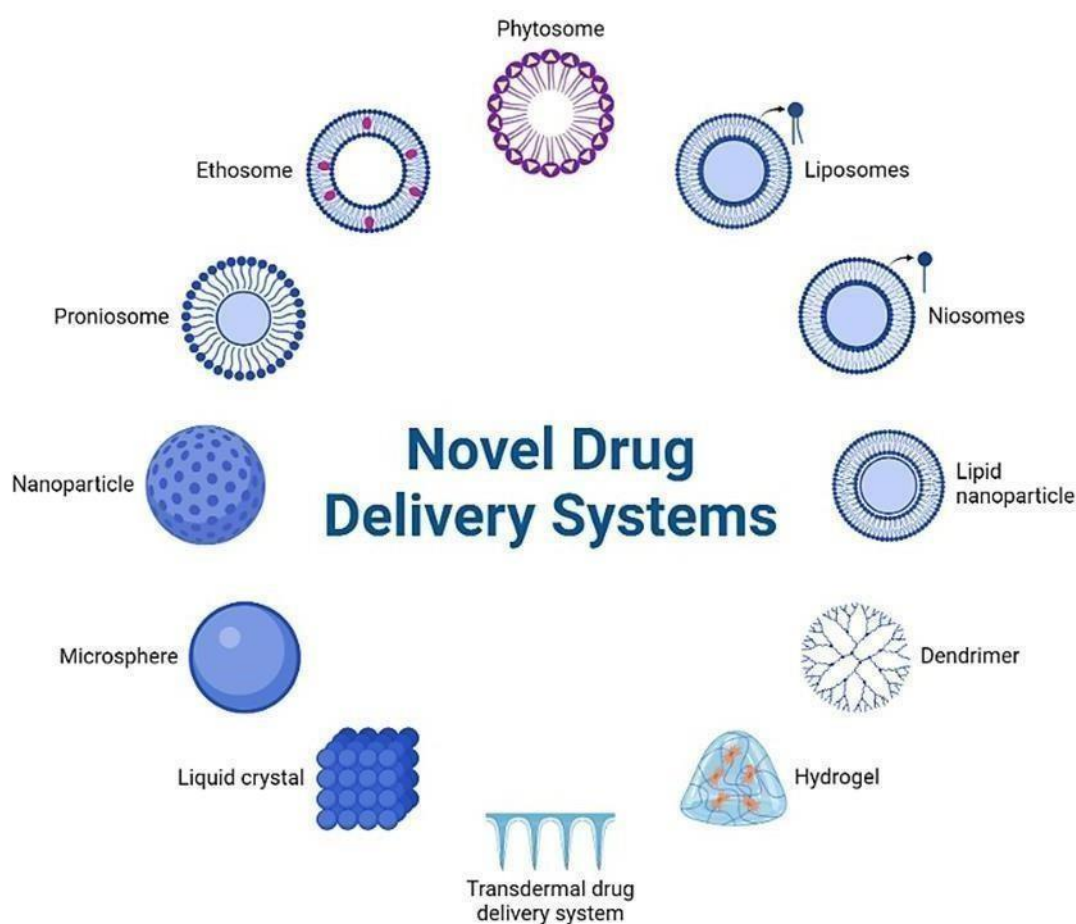 Phytosome
Ethosome
Liposomes
Proniosome
Niosomes
Novel Drug
Delivery Systems
Nanoparticle
Lipid
nanoparticle
Microsphere
Dendrimer
Liquid crystal
Hydrogel
Transdermal drug
delivery system